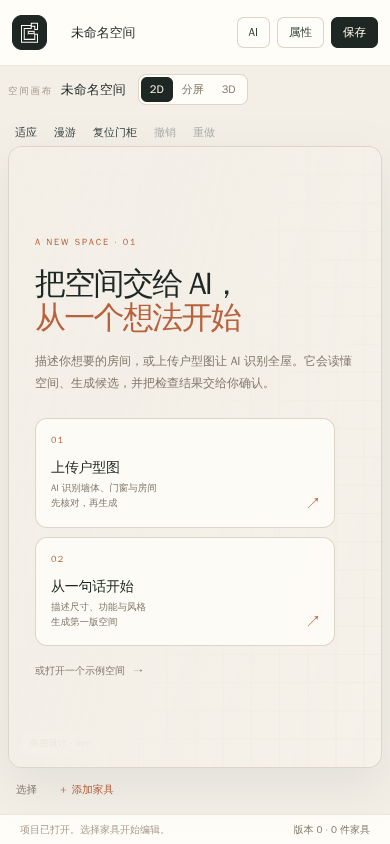 未命名空间
AI
属性
保存
空间画布 未命名空间 2D 分屏 3D
适应 漫游 复位门柜 撤销 重做
A NEW SPACE · 01
把空间交给 AI，
从一个想法开始
描述你想要的房间，或上传户型图让 AI 识别全屋。它会读懂
空间、生成候选，并把检查结果交给你确认。
01
上传户型图
AI 识别墙体、门窗与房间
先核对，再生成
↗
02
从一句话开始
描述尺寸、功能与风格
生成第一版空间
↗
或打开一个示例空间 →
选择 + 添加家具
项目已打开。选择家具开始编辑。 版本 0 · 0 件家具